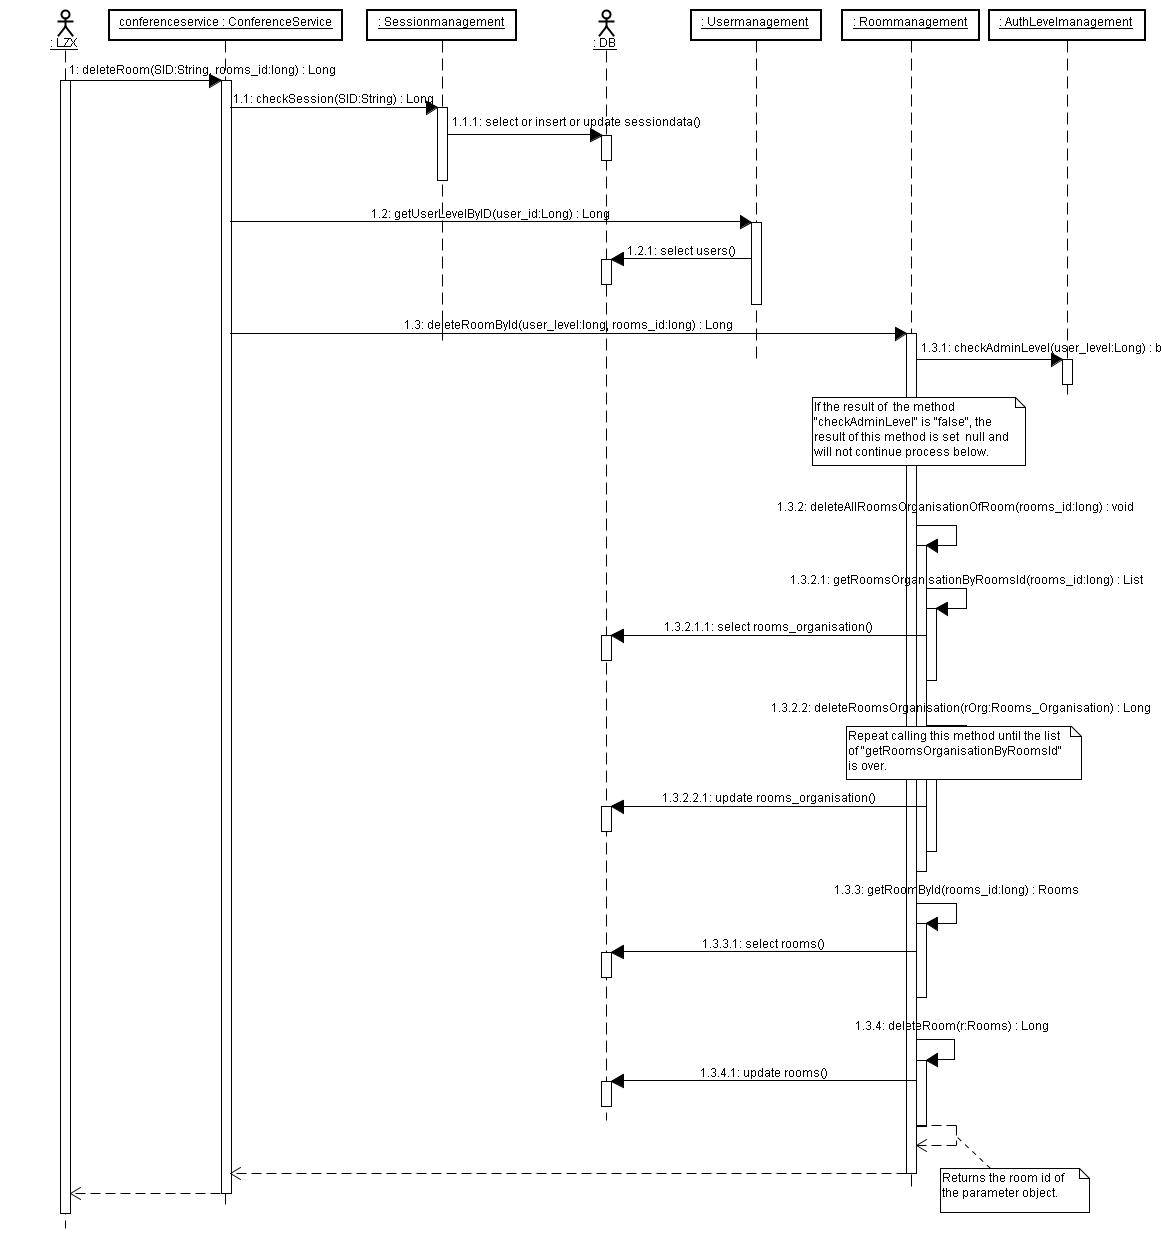 conferenceservice : ConferenceService
: Sessionmanagement
: Usermanagement
: Roommanagement
: AuthLevelmanagement
: LZX
: DB
1: deleteRoom(SID:String, rooms_id:long) : Long
1.1: checkSession(SID:String) : Long
1.1.1: select or insert or update sessiondata()
1.2: getUserLevelByID(user_id:Long) : Long
1.2.1: select users()
1.3: deleteRoomById(user_level:long, rooms_id:long) : Long
1.3.1: checkAdminLevel(user_level:Long) : b
If the result of the method
"checkAdminLevel" is "false", the
result of this method is set null and
will not continue process below.
1.3.2: deleteAllRoomsOrganisationOfRoom(rooms_id:long) : void
1.3.2.1: getRoomsOrganisationByRoomsId(rooms_id:long) : List
1.3.2.1.1: select rooms_organisation()
1.3.2.2: deleteRoomsOrganisation(rOrg:Rooms_Organisation) : Long
Repeat calling this method until the list
of "getRoomsOrganisationByRoomsId"
is over.
1.3.2.2.1: update rooms_organisation()
1.3.3: getRoomById(rooms_id:long) : Rooms
1.3.3.1: select rooms()
1.3.4: deleteRoom(r:Rooms) : Long
1.3.4.1: update rooms()
Returns the room id of
the parameter object.